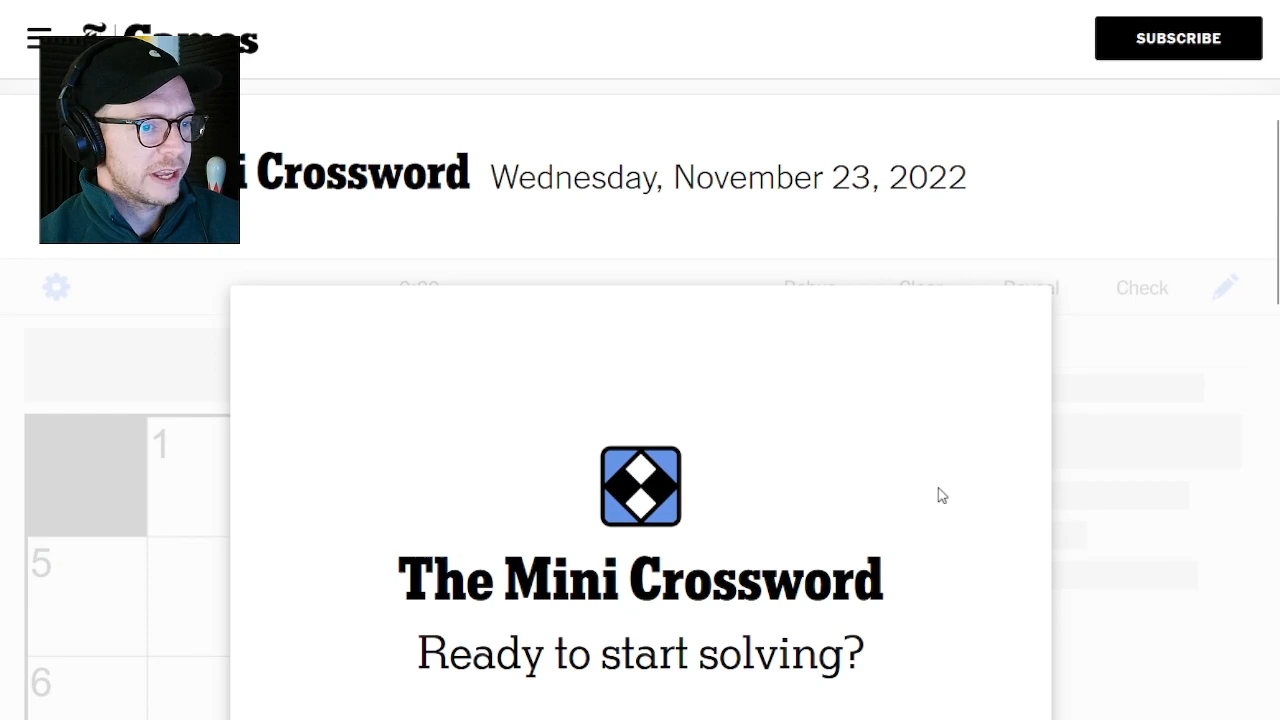 SUBSCRIBE
Crossword Wednesday, November 23, 2022
Check
1
5
6
The Mini Crossword
Ready to start solving?